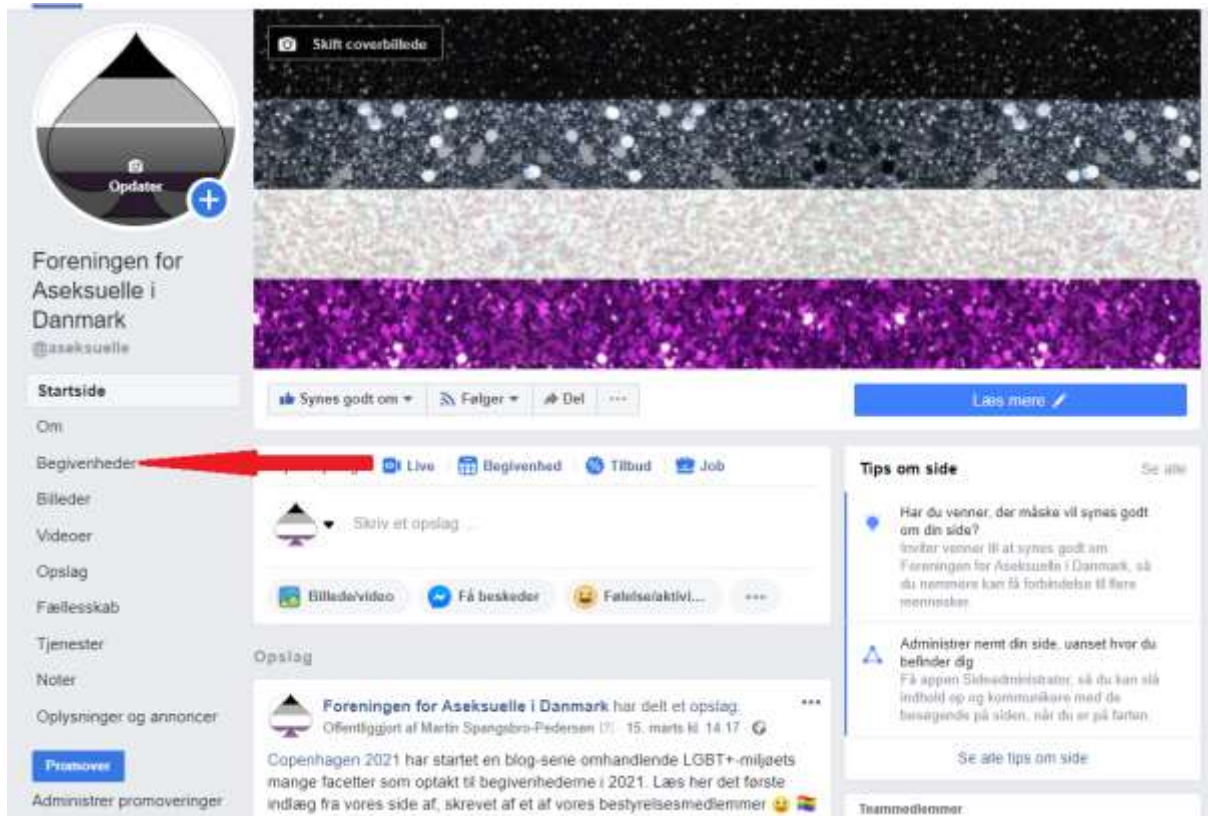 Skift coverbillede
Opdater
Foreningen for
Aseksuelle i
Danmark
@aseksuelle
Startside
Om
Begivenheder
Billeder
Videoer
Opslag
Fællesskab
Tjenester
Noter
Oplysninger og annoncer
Promover
Administrer promoveringer
Synes godt om
Følger
Del
Læs mere
Live
Begivenhed
Tilbud
Job
Skriv et opslag ...
Billede/video
Få beskeder
Følelse/aktivi...
Opslag
Foreningen for Aseksuelle i Danmark har delt et opslag.
Offentliggjort af Martin Spangsbro-Pedersen [?] · 15. marts kl. 14.17 ·
Copenhagen 2021 har startet en blog-serie omhandlende LGBT+-miljøets
mange facetter som optakt til begivenhederne i 2021. Læs her det første
indlæg fra vores side af, skrevet af et af vores bestyrelsesmedlemmer 😃 🏳️‍🌈
Tips om side
Se alle
Har du venner, der måske vil synes godt
om din side?
Inviter venner til at synes godt om
Foreningen for Aseksuelle i Danmark, så
du nemmere kan få forbindelse til flere
mennesker.
Administrer nemt din side, uanset hvor du
befinder dig
Få appen Sideadministrator, så du kan slå
indhold op og kommunikere med de
besøgende på siden, når du er på farten.
Se alle tips om side
Teammedlemmer